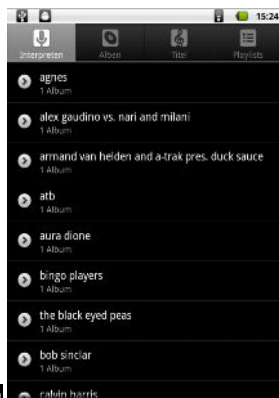 15:24
Interpreten Alben Titel Playlists
agnes
1 Album
alex gaudino vs. nari and milani
1 Album
armand van helden and a-trak pres. duck sauce
1 Album
atb
1 Album
aura dione
1 Album
bingo players
1 Album
the black eyed peas
1 Album
bob sinclar
1 Album
calvin harris